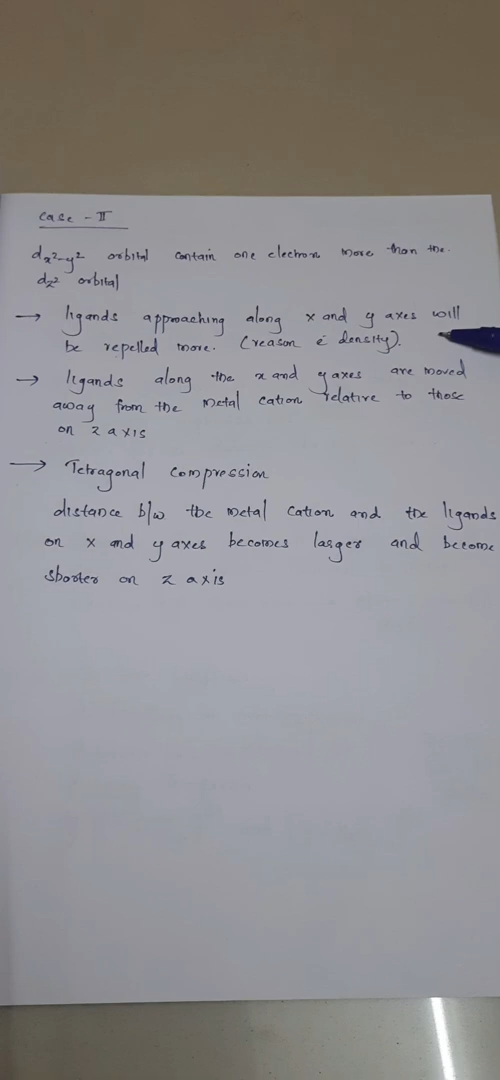 Case - II
dx²-y² orbital contain one electron more than the
dz² orbital
→ ligands approaching along x and y axes will
be repelled more. (reason e⁻ density).
→ ligands along the x and y axes are moved
away from the metal cation relative to those
on z axis
→ Tetragonal compression
distance b/w the metal cation and the ligands
on x and y axes becomes larger and become
shorter on z axis